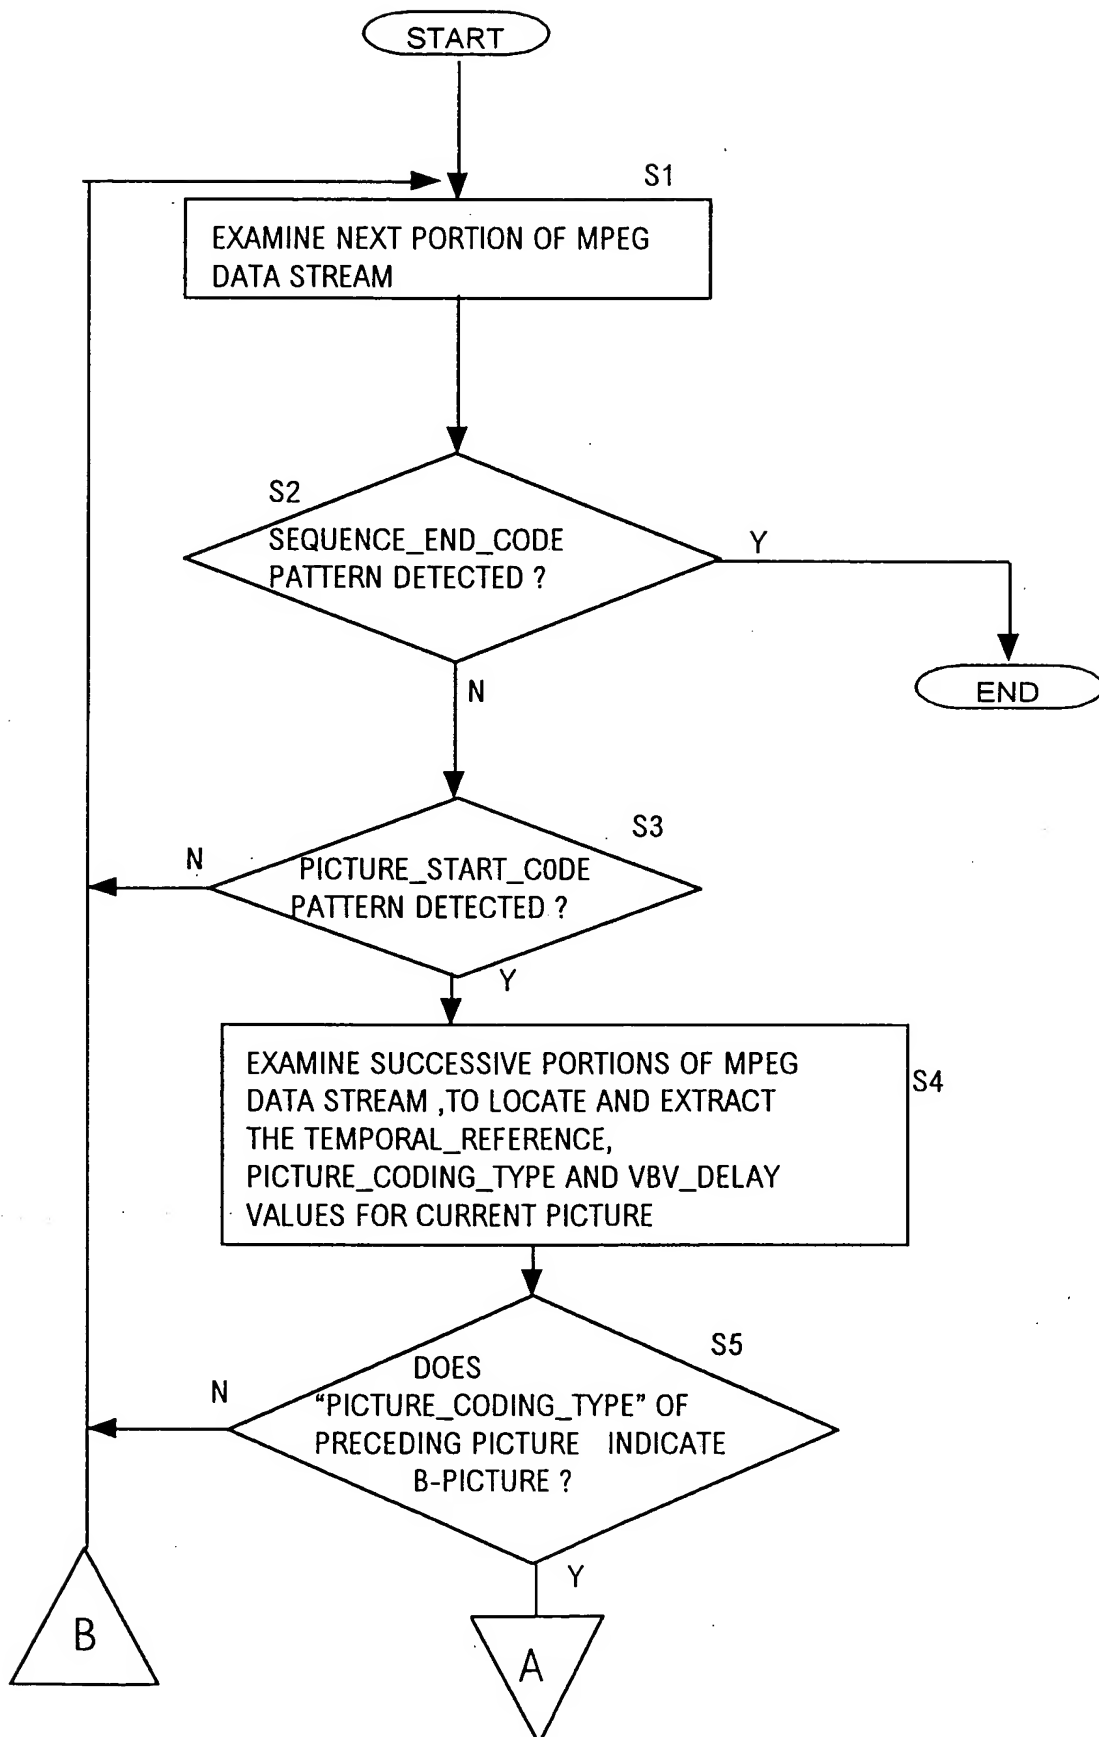 START
S1
EXAMINE NEXT PORTION OF MPEG
DATA STREAM
S2
SEQUENCE_END_CODE
PATTERN DETECTED ?
Y
END
N
S3
N
PICTURE_START_CODE
PATTERN DETECTED ?
Y
EXAMINE SUCCESSIVE PORTIONS OF MPEG
DATA STREAM ,TO LOCATE AND EXTRACT
THE TEMPORAL_REFERENCE,
PICTURE_CODING_TYPE AND VBV_DELAY
VALUES FOR CURRENT PICTURE
S4
S5
DOES
N
"PICTURE_CODING_TYPE" OF
PRECEDING PICTURE INDICATE
B-PICTURE ?
Y
B
A